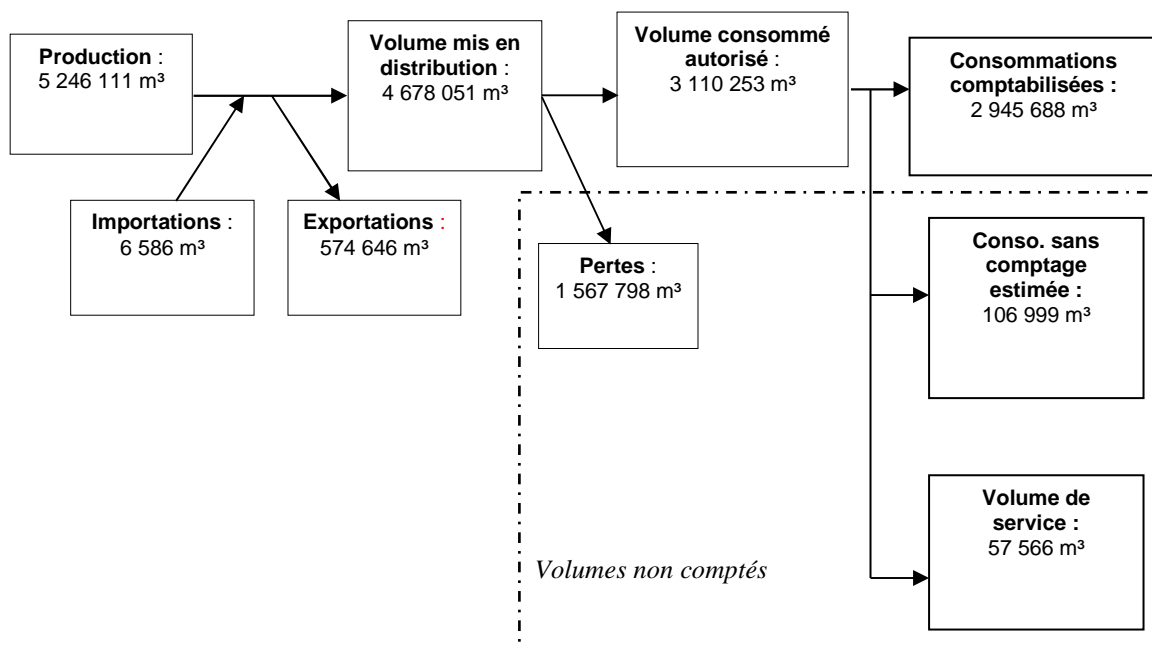 Production :
5 246 111 m³
Volume mis en
distribution :
4 678 051 m³
Volume consommé
autorisé :
3 110 253 m³
Consommations
comptabilisées :
2 945 688 m³
Importations :
6 586 m³
Exportations :
574 646 m³
Pertes :
1 567 798 m³
Conso. sans
comptage
estimée :
106 999 m³
Volume de
service :
57 566 m³
Volumes non comptés